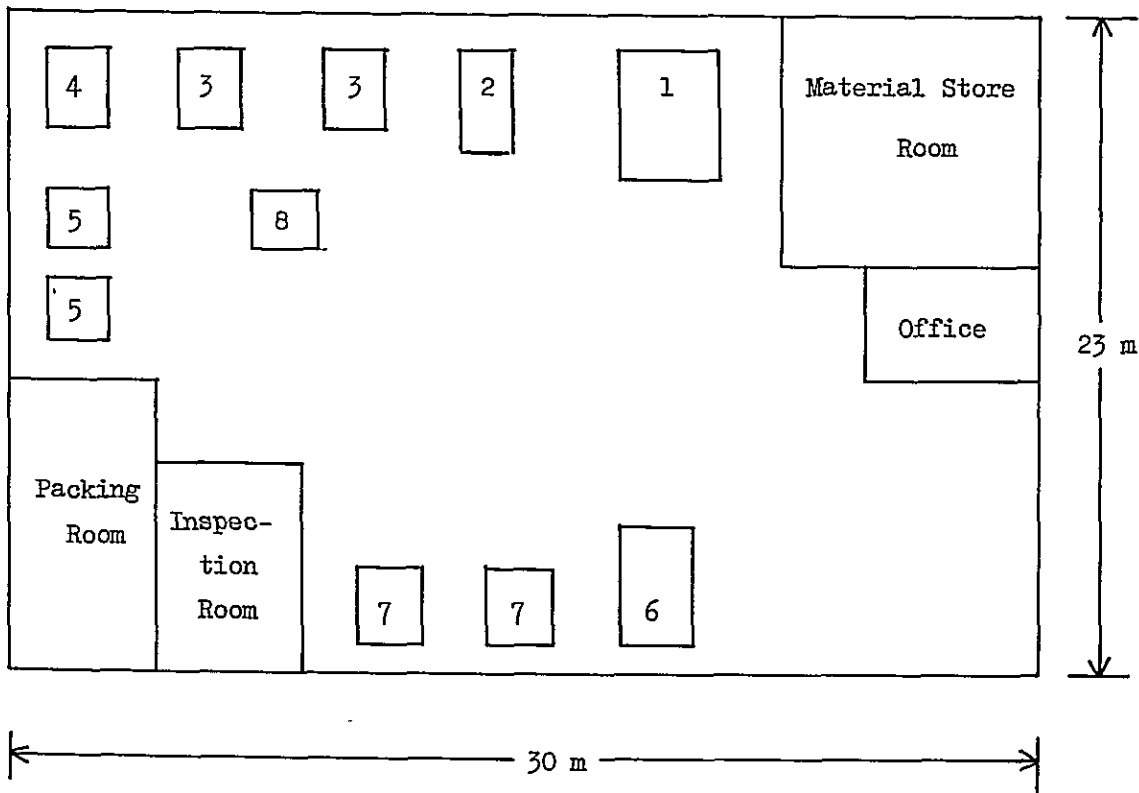 4
3
3
2
1
Material Store
Room
5
8
5
Office
23 m
Packing
Room
Inspec-
tion
Room
7
7
6
30 m